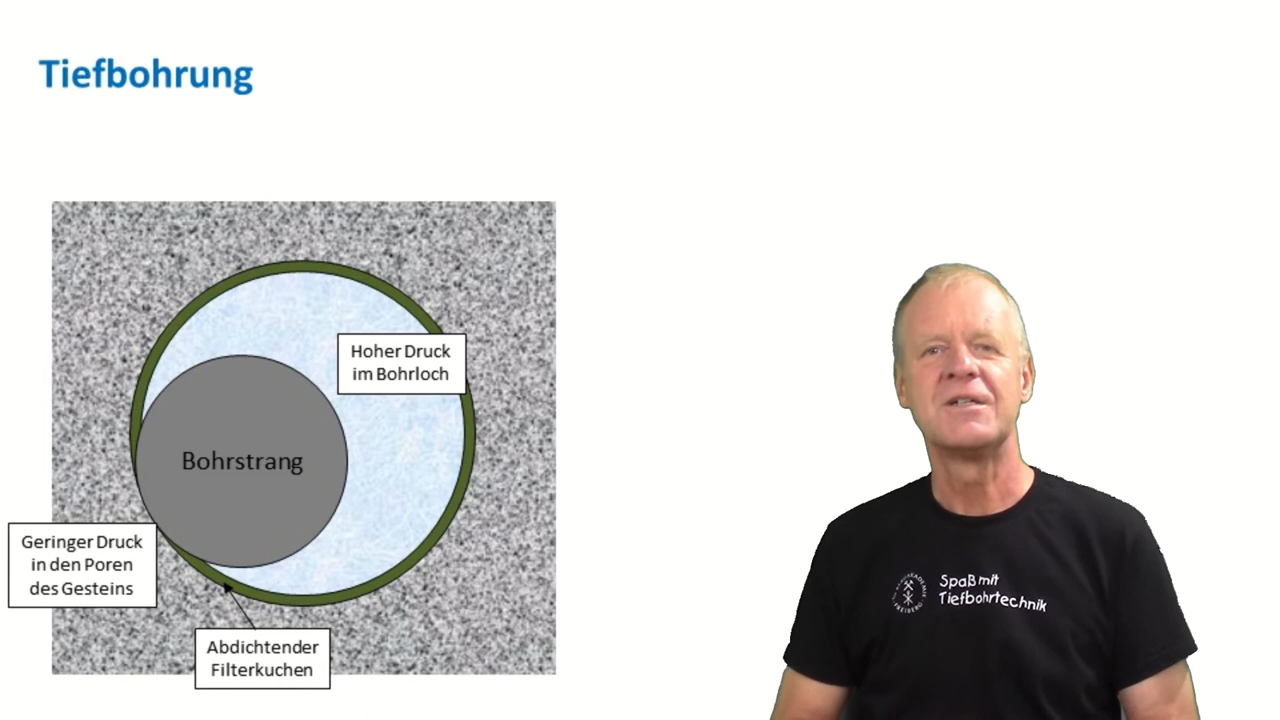 Tiefbohrung
Hoher Druck
im Bohrloch
Bohrstrang
Geringer Druck
in den Poren
des Gesteins
Abdichtender
Filterkuchen
Spaß mit
Tiefbohrtechnik